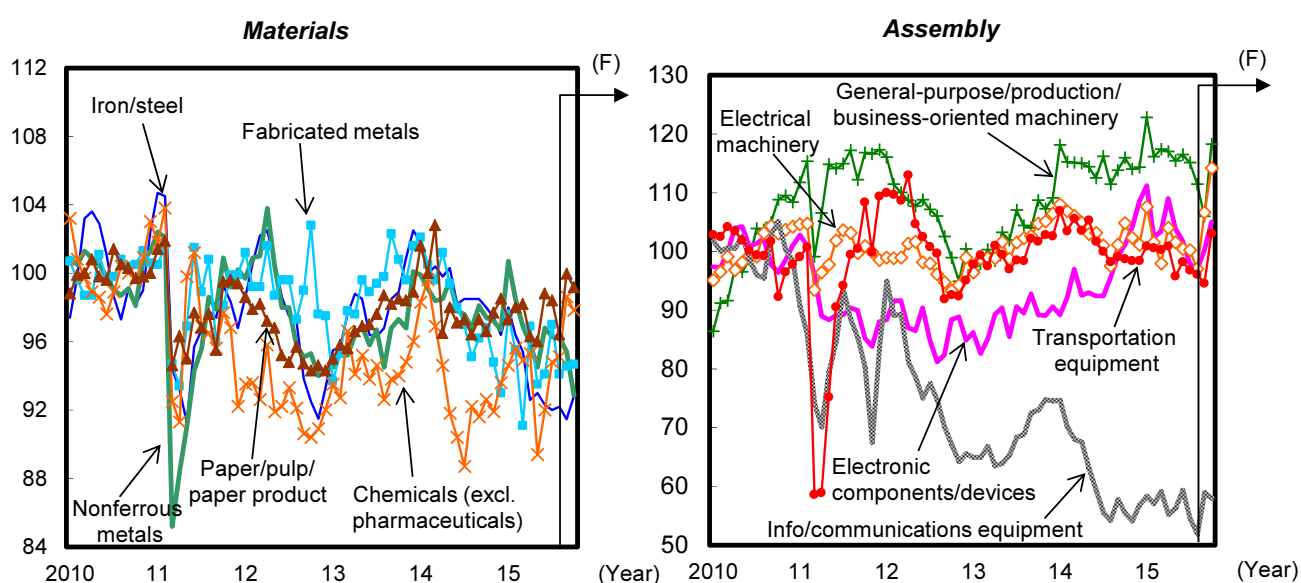 Materials
(F)
112
108
104
100
96
92
88
84
Iron/steel
Fabricated metals
Nonferrous
metals
Paper/pulp/
paper product
Chemicals (excl.
pharmaceuticals)
2010 11 12 13 14 15 (Year)
Assembly
(F)
130
120
110
100
90
80
70
60
50
General-purpose/production/
business-oriented machinery
Electrical
machinery
Transportation
equipment
Electronic
components/devices
Info/communications equipment
2010 11 12 13 14 15 (Year)